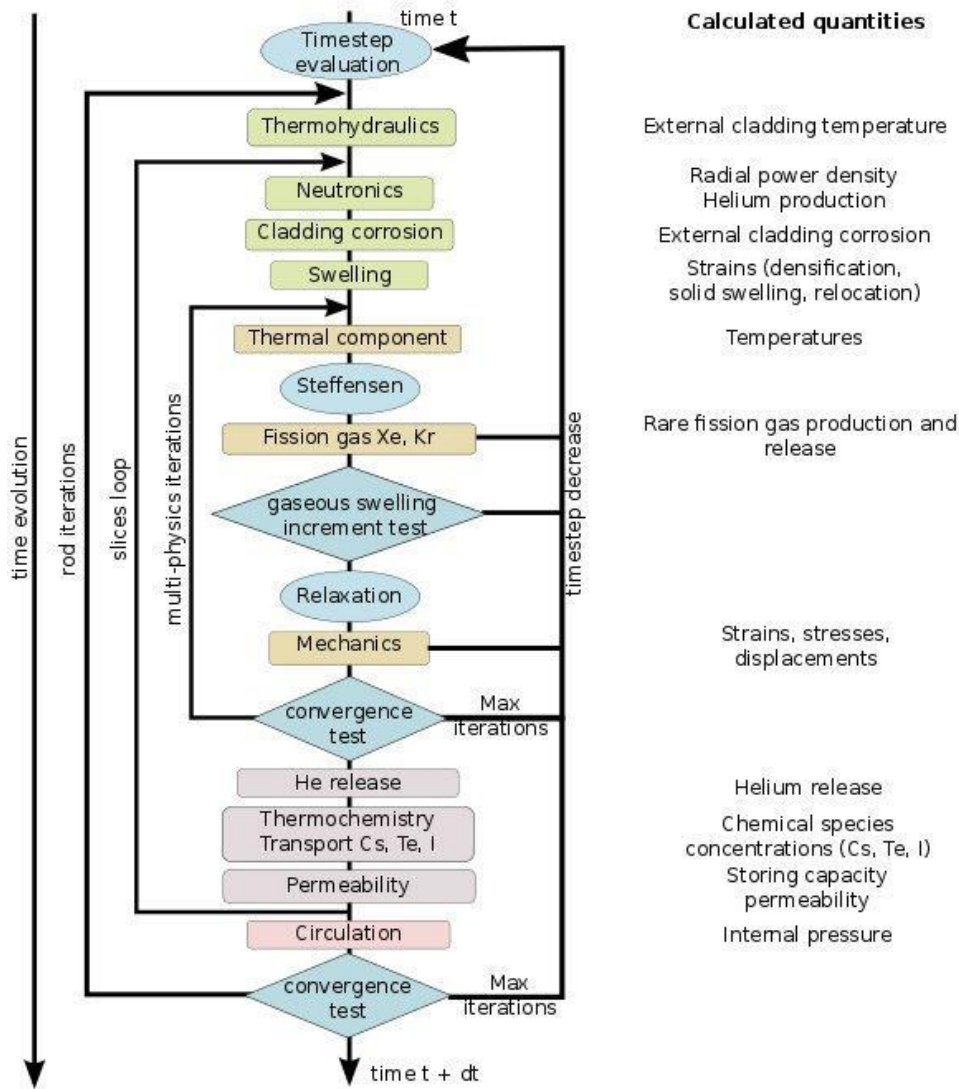 time t
Calculated quantities
Timestep
evaluation
Thermohydraulics
External cladding temperature
Neutronics
Radial power density
Helium production
Cladding corrosion
External cladding corrosion
Swelling
Strains (densification,
solid swelling, relocation)
Thermal component
Temperatures
Steffensen
Fission gas Xe, Kr
Rare fission gas production and
release
gaseous swelling
increment test
Relaxation
Mechanics
Strains, stresses,
displacements
convergence
test
Max
iterations
He release
Helium release
Thermochemistry
Transport Cs, Te, I
Chemical species
concentrations (Cs, Te, I)
Permeability
Storing capacity
permeability
Circulation
Internal pressure
convergence
test
Max
iterations
time t + dt
time evolution
rod iterations
slices loop
multi-physics iterations
timestep decrease